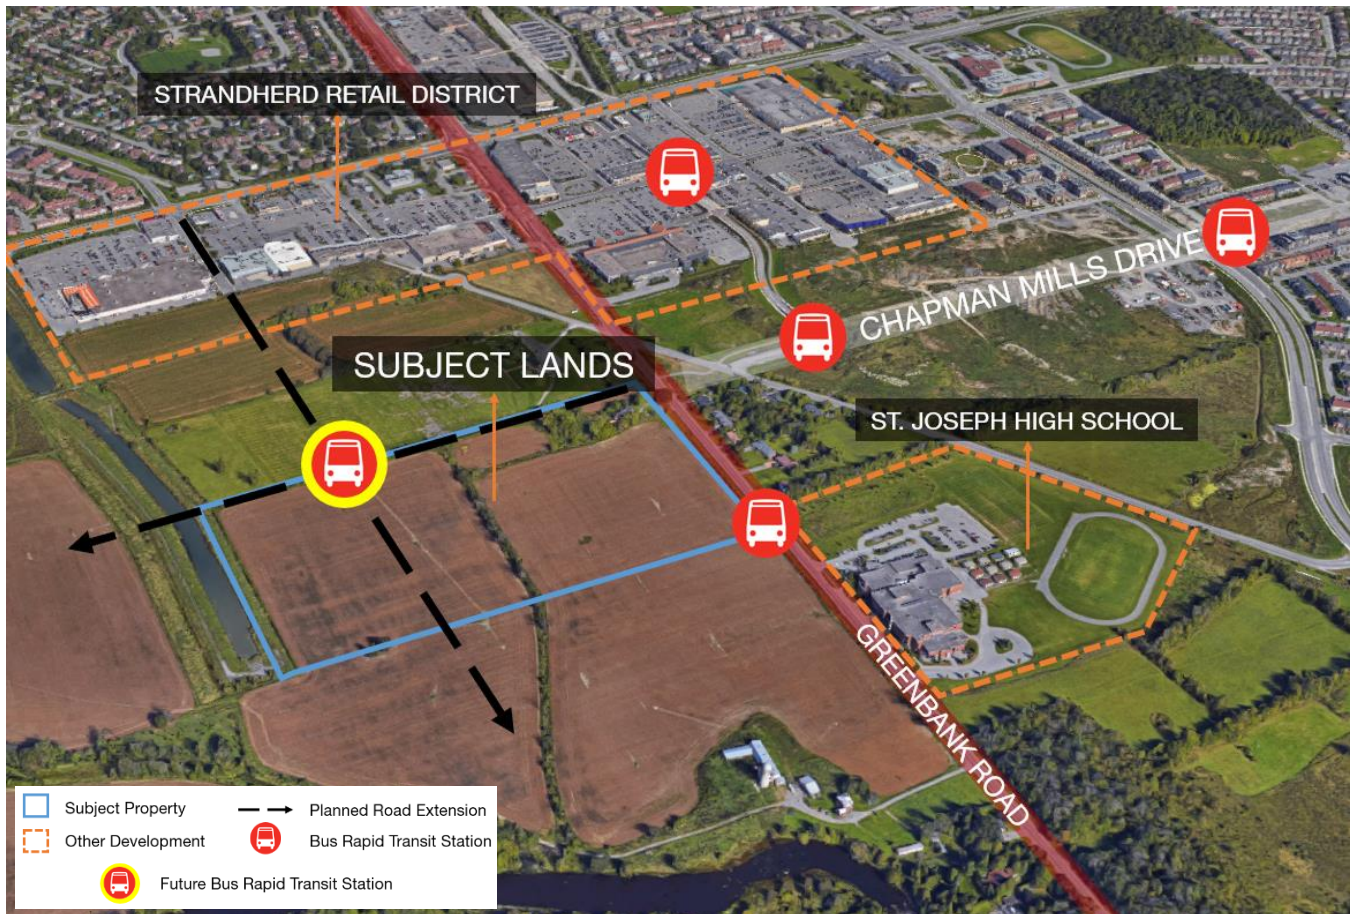 STRANDHERD RETAIL DISTRICT
CHAPMAN MILLS DRIVE
SUBJECT LANDS
ST. JOSEPH HIGH SCHOOL
GREENBANK ROAD
Subject Property
Planned Road Extension
Other Development
Bus Rapid Transit Station
Future Bus Rapid Transit Station